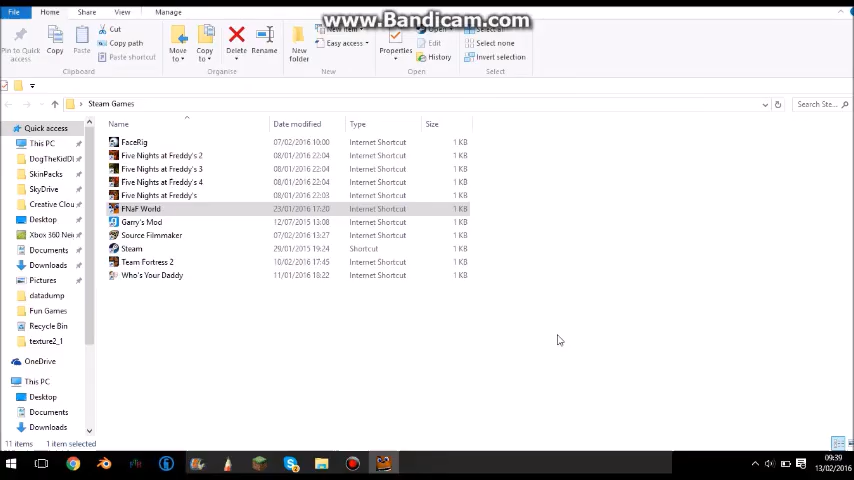 www.Bandicam.com
File Home Share View Manage
Pin to Quick access
Copy
Paste
Cut
Copy path
Paste shortcut
Move to
Copy to
Delete
Rename
New folder
New item
Easy access
Properties
Open
Edit
History
Select all
Select none
Invert selection
Clipboard Organise New Open Select
Steam Games
Search Ste...
Name Date modified Type Size
FaceRig 07/02/2016 10:00 Internet Shortcut 1 KB
Five Nights at Freddy's 2 08/01/2016 22:04 Internet Shortcut 1 KB
Five Nights at Freddy's 3 08/01/2016 22:04 Internet Shortcut 1 KB
Five Nights at Freddy's 4 08/01/2016 22:04 Internet Shortcut 1 KB
Five Nights at Freddy's 08/01/2016 22:03 Internet Shortcut 1 KB
FNaF World 23/01/2016 17:20 Internet Shortcut 1 KB
Garry's Mod 12/07/2015 13:08 Internet Shortcut 1 KB
Source Filmmaker 07/02/2016 13:27 Internet Shortcut 1 KB
Steam 29/01/2015 19:24 Shortcut 1 KB
Team Fortress 2 10/02/2016 17:45 Internet Shortcut 1 KB
Who's Your Daddy 11/01/2016 18:22 Internet Shortcut 1 KB
Quick access
This PC
DogTheKidDI
SkinPacks
SkyDrive
Creative Clou
Desktop
Xbox 360 Nei
Documents
Downloads
Pictures
datadump
Fun Games
Recycle Bin
texture2_1
OneDrive
This PC
Desktop
Documents
Downloads
11 items 1 item selected
09:39
13/02/2016